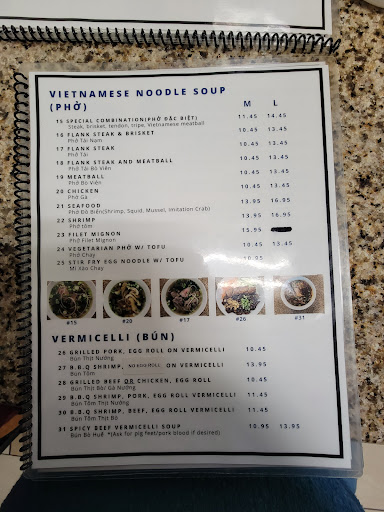 VIETNAMESE NOODLE SOUP
(PHỞ)
M L
15 SPECIAL COMBINATION(PHỞ ĐẶC BIỆT) 11.45 14.45
Steak, brisket, tendon, tripe, Vietnamese meatball
16 FLANK STEAK & BRISKET 10.45 13.45
Phở Tái Nạm
17 FLANK STEAK 10.45 13.45
Phở Tái
18 FLANK STEAK AND MEATBALL 10.45 13.45
Phở Tái Bò Viên
19 MEATBALL 10.45 13.45
Phở Bò Viên
20 CHICKEN 10.45 13.45
Phở Gà
21 SEAFOOD 13.95 16.95
Phở Đồ Biển(Shrimp, Squid, Mussel, Imitation Crab)
22 SHRIMP 13.95 16.95
Phở tôm
23 FILET MIGNON 15.95
Phở Filet Mignon
24 VEGETARIAN PHỞ W/ TOFU 10.45 13.45
Phở Chay
25 STIR FRY EGG NOODLE W/ TOFU 10.95
Mì Xào Chay
#15 #20 #17 #26 #31
VERMICELLI (BÚN)
26 GRILLED PORK, EGG ROLL ON VERMICELLI 10.45
Bún Thịt Nướng
27 B.B.Q SHRIMP, NO EGG ROLL ON VERMICELLI 13.95
Bún Tôm
28 GRILLED BEEF OR CHICKEN, EGG ROLL 10.45
Bún Thịt Bò/ Gà Nướng
29 B.B.Q SHRIMP, PORK, EGG ROLL VERMICELLI 11.45
Bún Tôm Thịt Nướng
30 B.B.Q SHRIMP, BEEF, EGG ROLL VERMICELLI 11.45
Bún Tôm Thịt Bò
31 SPICY BEEF VERMICELLI SOUP 10.95 13.95
Bún Bò Huế *(Ask for pig feet/pork blood if desired)